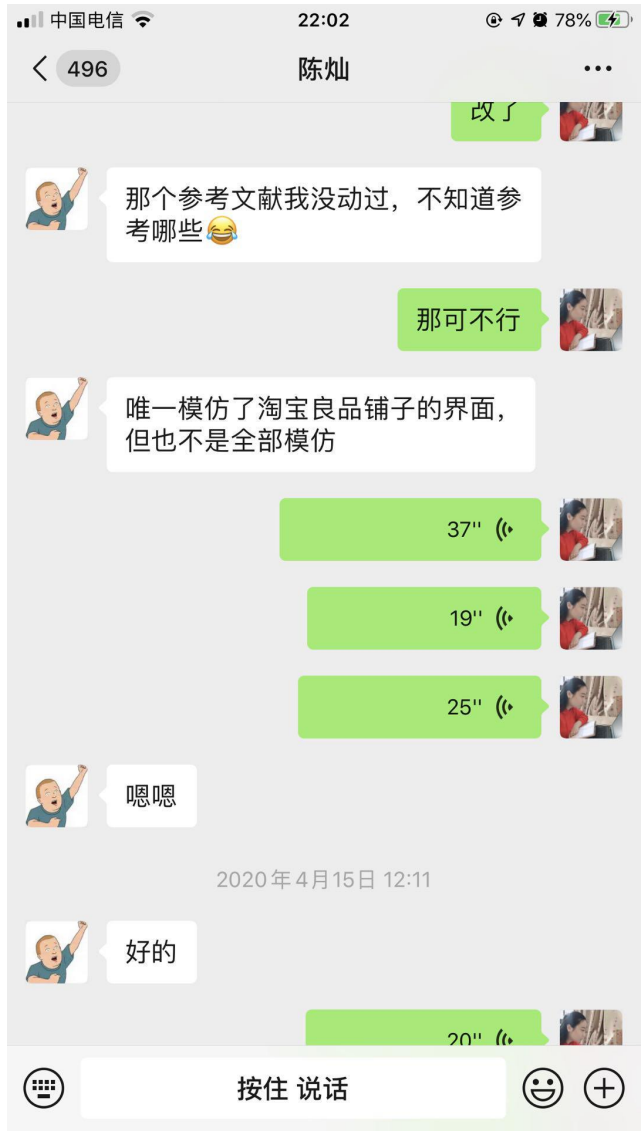 中国电信
22:02
78%
496
陈灿
改了
那个参考文献我没动过，不知道参
考哪些😂
那可不行
唯一模仿了淘宝良品铺子的界面，
但也不是全部模仿
37''
19''
25''
嗯嗯
2020年4月15日 12:11
好的
20''
按住 说话